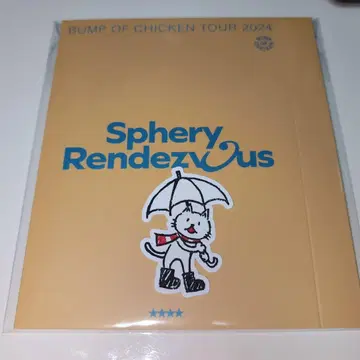 BUMP OF CHICKEN TOUR 2024
Sphery
Rendezvous
★★★★